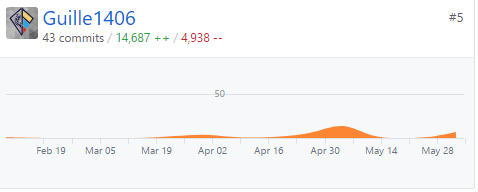 Guille1406
#5
43 commits / 14,687 ++ / 4,938 --
50
Feb 19 Mar 05 Mar 19 Apr 02 Apr 16 Apr 30 May 14 May 28